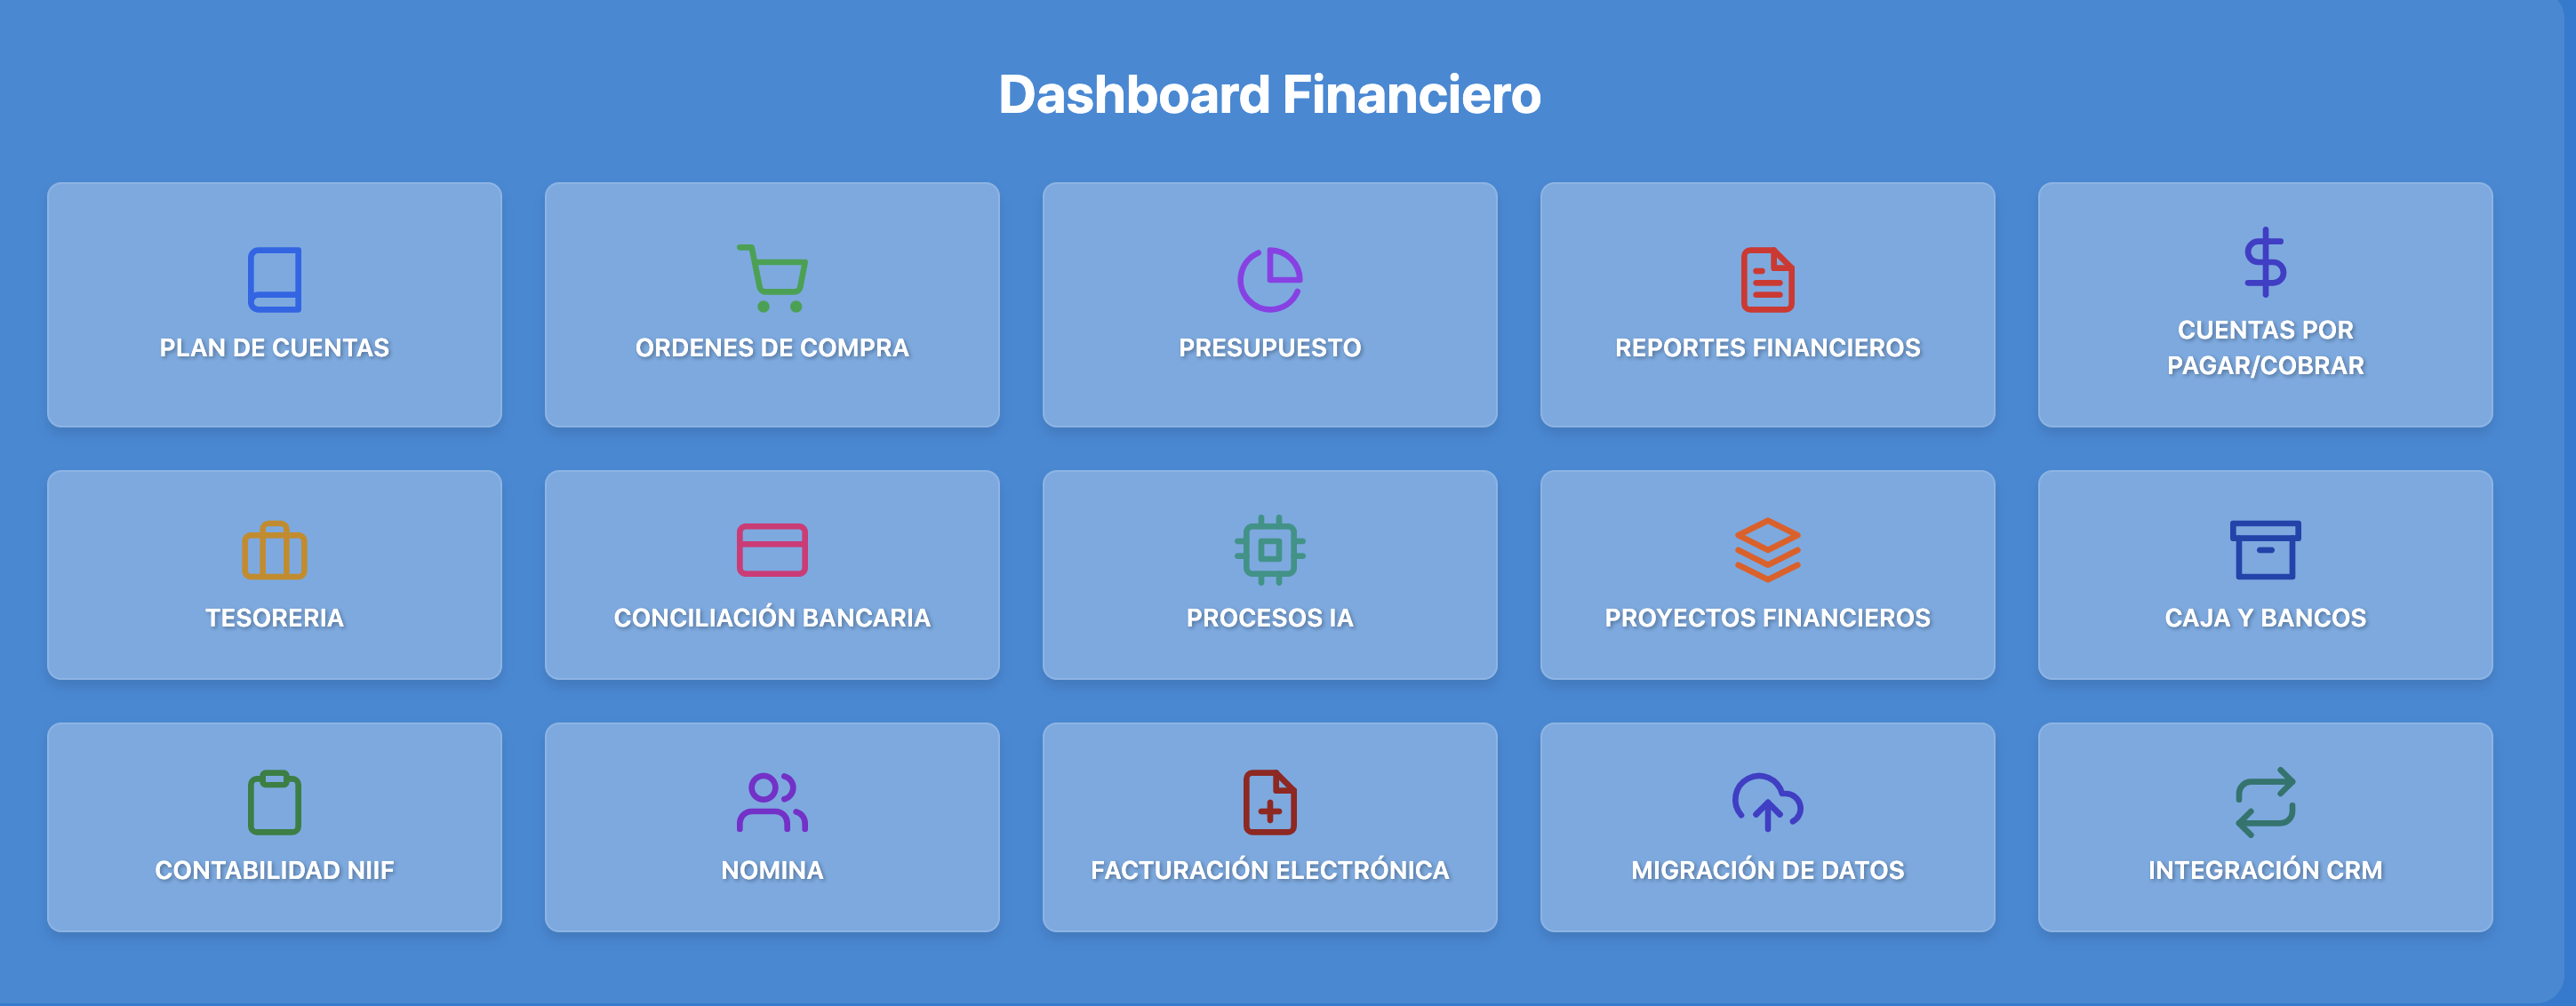 Dashboard Financiero
PLAN DE CUENTAS
ORDENES DE COMPRA
PRESUPUESTO
REPORTES FINANCIEROS
CUENTAS POR
PAGAR/COBRAR
TESORERIA
CONCILIACIÓN BANCARIA
PROCESOS IA
PROYECTOS FINANCIEROS
CAJA Y BANCOS
CONTABILIDAD NIIF
NOMINA
FACTURACIÓN ELECTRÓNICA
MIGRACIÓN DE DATOS
INTEGRACIÓN CRM